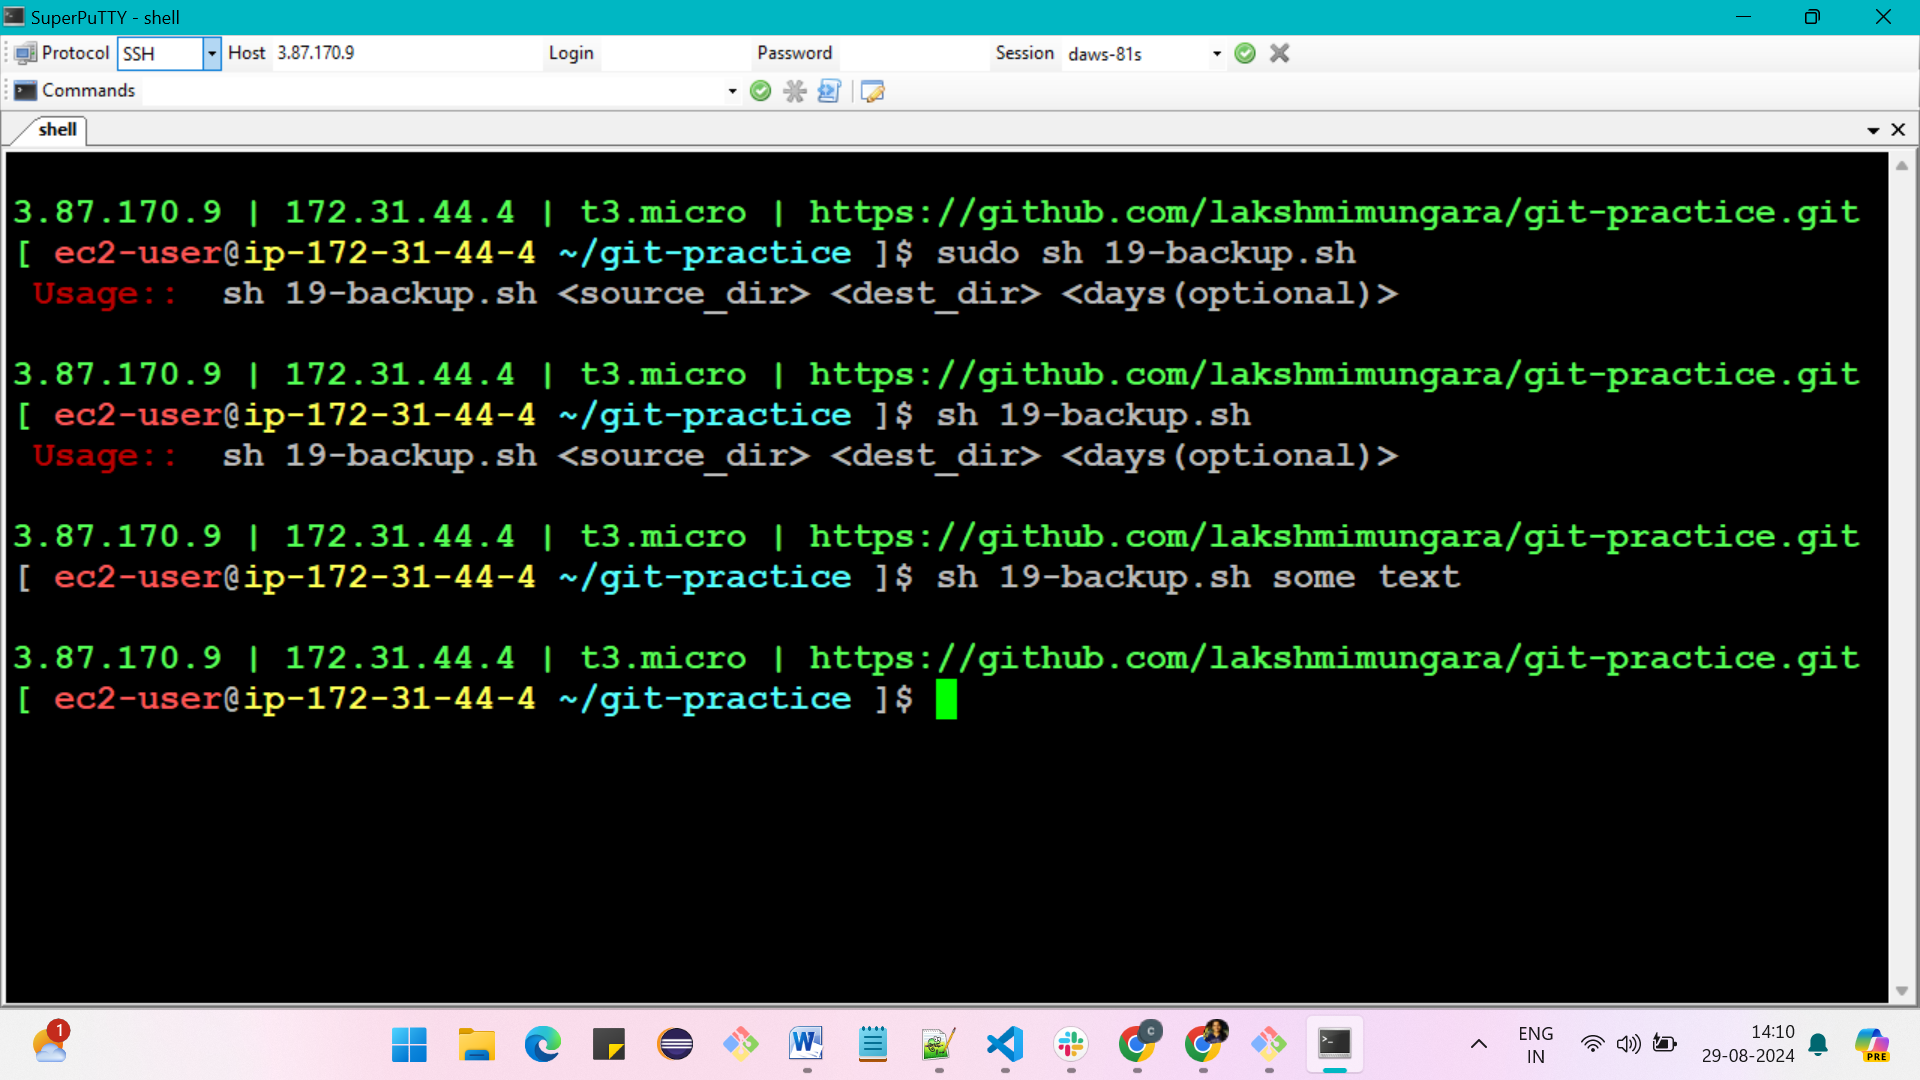 SuperPuTTY - shell
Protocol SSH Host 3.87.170.9 Login Password Session daws-81s
Commands
shell
3.87.170.9 | 172.31.44.4 | t3.micro | https://github.com/lakshmimungara/git-practice.git
[ ec2-user@ip-172-31-44-4 ~/git-practice ]$ sudo sh 19-backup.sh
Usage:: sh 19-backup.sh <source_dir> <dest_dir> <days(optional)>
3.87.170.9 | 172.31.44.4 | t3.micro | https://github.com/lakshmimungara/git-practice.git
[ ec2-user@ip-172-31-44-4 ~/git-practice ]$ sh 19-backup.sh
Usage:: sh 19-backup.sh <source_dir> <dest_dir> <days(optional)>
3.87.170.9 | 172.31.44.4 | t3.micro | https://github.com/lakshmimungara/git-practice.git
[ ec2-user@ip-172-31-44-4 ~/git-practice ]$ sh 19-backup.sh some text
3.87.170.9 | 172.31.44.4 | t3.micro | https://github.com/lakshmimungara/git-practice.git
[ ec2-user@ip-172-31-44-4 ~/git-practice ]$
1
W
C
ENG
IN
14:10
29-08-2024
PRE